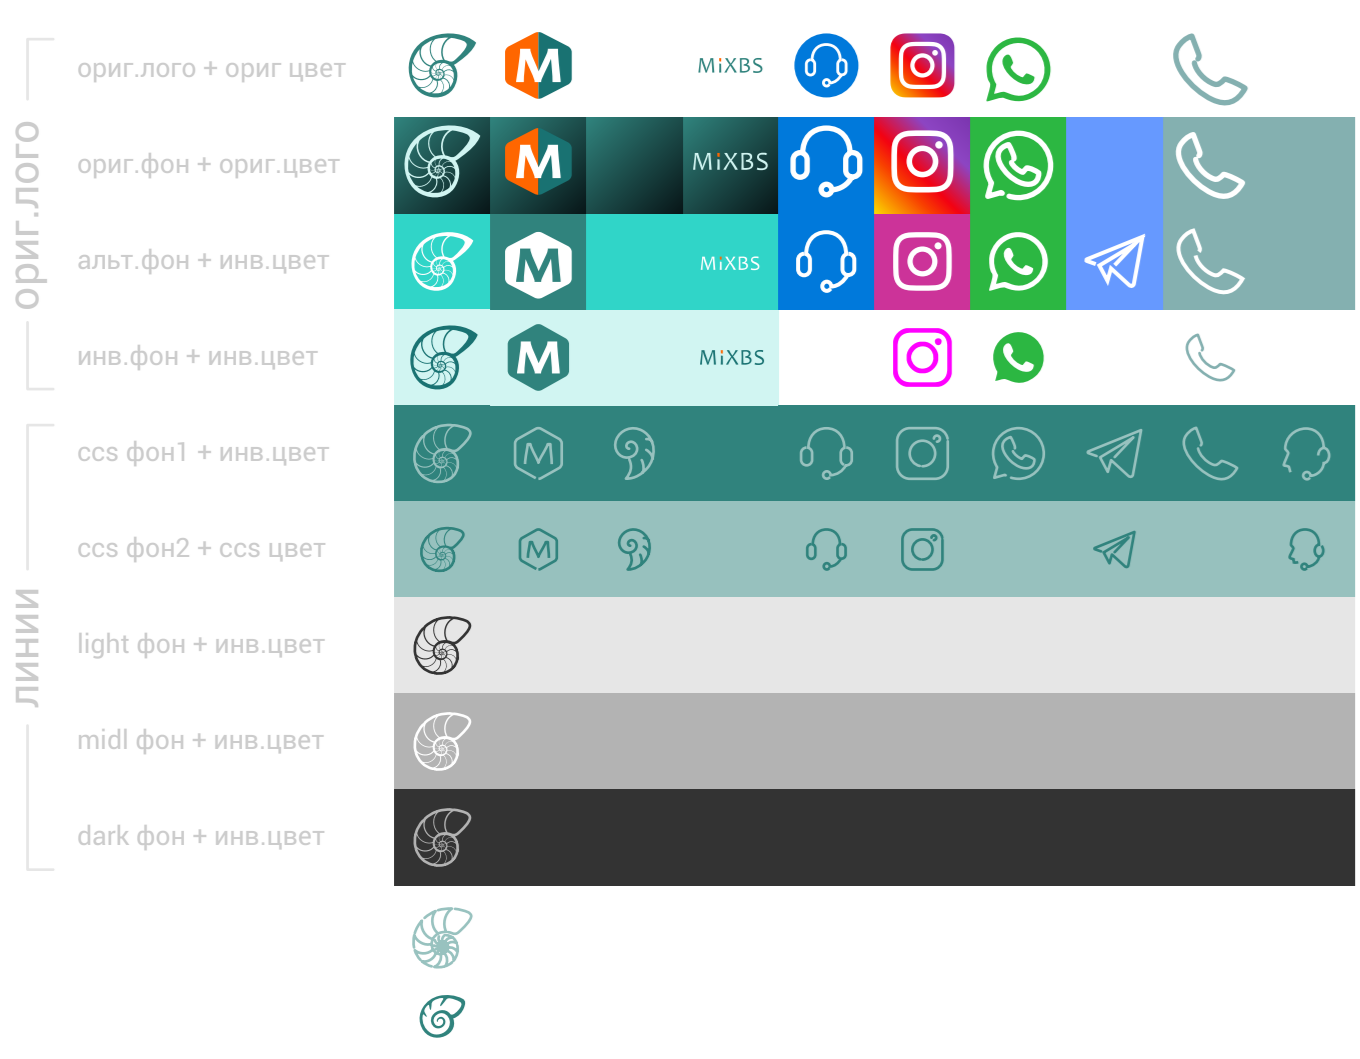 ориг.лого + ориг цвет
MiXBS
ориг.фон + ориг.цвет
MiXBS
альт.фон + инв.цвет
MiXBS
инв.фон + инв.цвет
MiXBS
ориг.лого
ccs фон1 + инв.цвет
ccs фон2 + ccs цвет
light фон + инв.цвет
midl фон + инв.цвет
dark фон + инв.цвет
линии
M
M
M
M
M
M